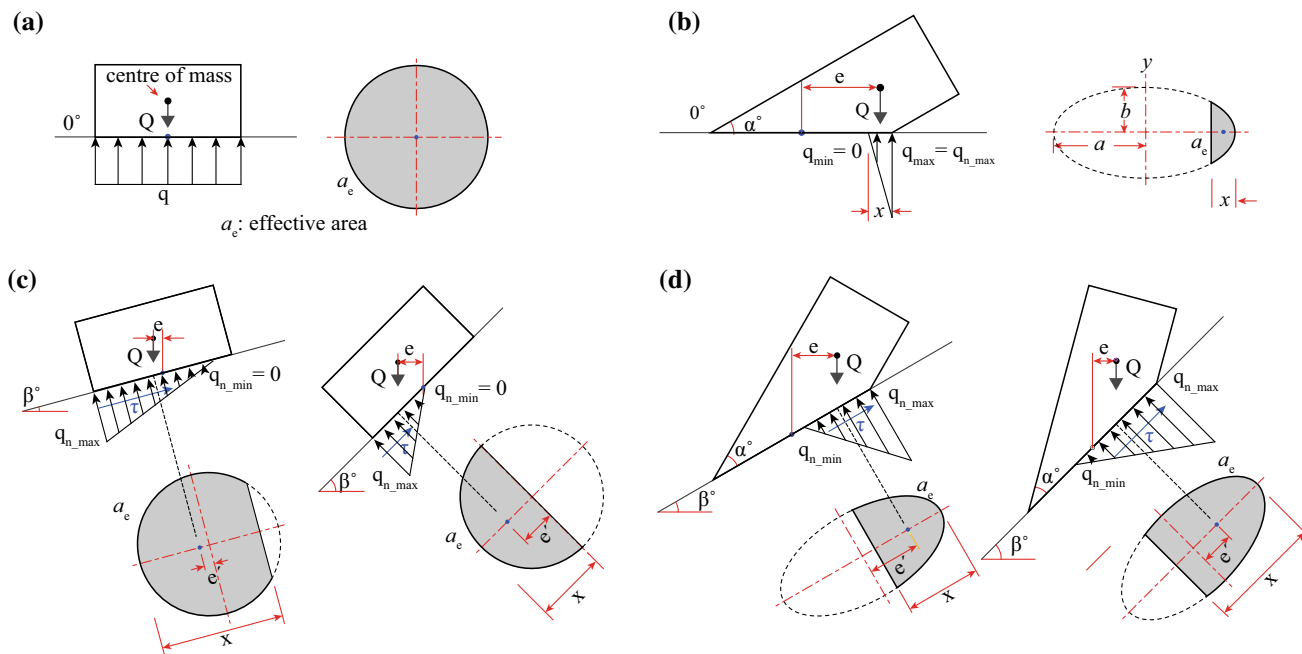 (a)
centre of mass
Q
0°
q
a_e
a_e: effective area
(b)
e
Q
0°
α°
q_min = 0
q_max = q_n_max
x
y
b
a
a_e
x
(c)
e
Q
q_n_min = 0
β°
τ
q_n_max
a_e
e'
x
Q
e
q_n_min = 0
τ
β°
q_n_max
a_e
e'
x
(d)
e
Q
q_n_max
τ
α°
q_n_min
β°
a_e
e'
x
e
Q
q_n_max
τ
α°
q_n_min
β°
a_e
e'
x